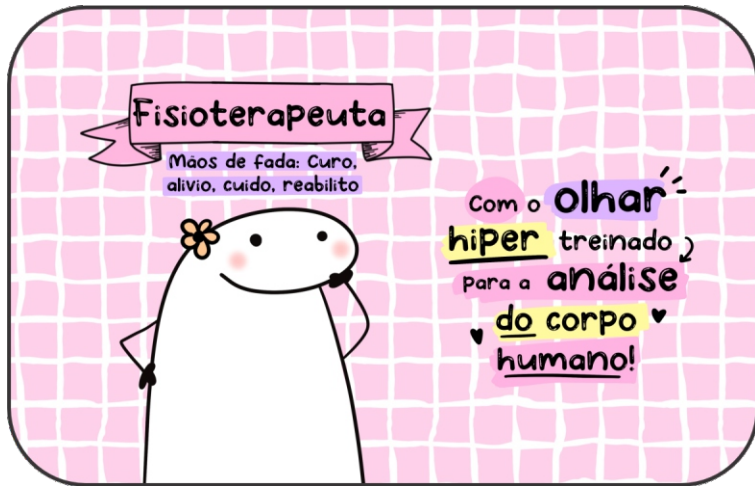 Fisioterapeuta
Mãos de fada: Curo,
alivio, cuido, reabilito
Com o olhar
hiper treinado
para a análise
do corpo
humano!